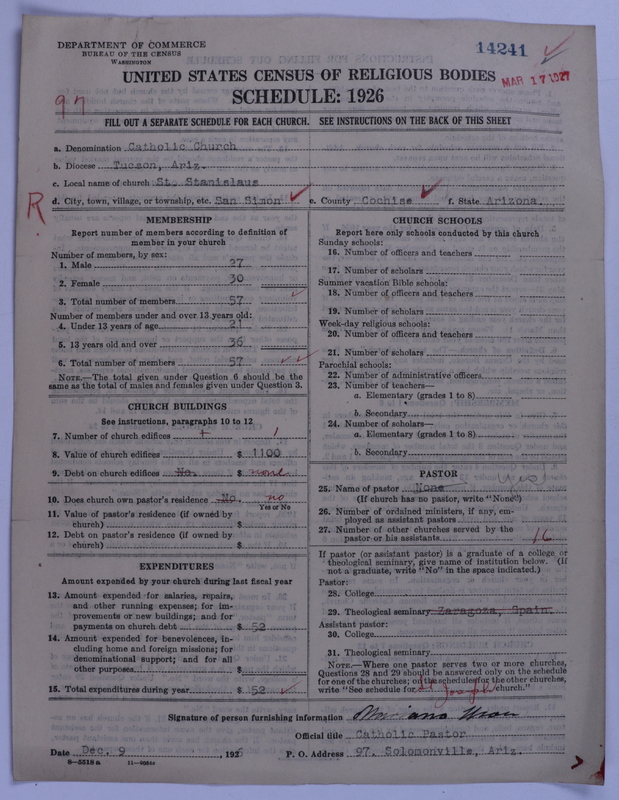 DEPARTMENT OF COMMERCE
BUREAU OF THE CENSUS
WASHINGTON
14241
UNITED STATES CENSUS OF RELIGIOUS BODIES
MAR 17 1927
SCHEDULE: 1926
97
FILL OUT A SEPARATE SCHEDULE FOR EACH CHURCH. SEE INSTRUCTIONS ON THE BACK OF THIS SHEET
a. Denomination Catholic Church
b. Diocese Tucson, Ariz.
c. Local name of church St. Stanislaus
d. City, town, village, or township, etc. San Simon e. County Cochise f. State Arizona.
R
MEMBERSHIP
Report number of members according to definition of
member in your church
Number of members, by sex:
1. Male 27
2. Female 30
3. Total number of members 57
Number of members under and over 13 years old:
4. Under 13 years of age 21
5. 13 years old and over 36
6. Total number of members 57
NOTE.—The total given under Question 6 should be the
same as the total of males and females given under Question 3.
CHURCH BUILDINGS
See instructions, paragraphs 10 to 12
7. Number of church edifices 1
8. Value of church edifices $ 1100
9. Debt on church edifices No. $ none
10. Does church own pastor's residence No. no
Yes or No
11. Value of pastor's residence (if owned by
church) $
12. Debt on pastor's residence (if owned by
church) $
EXPENDITURES
Amount expended by your church during last fiscal year
13. Amount expended for salaries, repairs,
and other running expenses; for im-
provements or new buildings; and for
payments on church debt $ 52
14. Amount expended for benevolences, in-
cluding home and foreign missions; for
denominational support; and for all
other purposes $
15. Total expenditures during year $ 52
CHURCH SCHOOLS
Report here only schools conducted by this church
Sunday schools:
16. Number of officers and teachers
17. Number of scholars
Summer vacation Bible schools:
18. Number of officers and teachers
19. Number of scholars
Week-day religious schools:
20. Number of officers and teachers
21. Number of scholars
Parochial schools:
22. Number of administrative officers
23. Number of teachers—
a. Elementary (grades 1 to 8)
b. Secondary
24. Number of scholars—
a. Elementary (grades 1 to 8)
b. Secondary
PASTOR
25. Name of pastor None yes
(If church has no pastor, write "None")
26. Number of ordained ministers, if any, em-
ployed as assistant pastors
27. Number of other churches served by the
pastor or his assistants 16
If pastor (or assistant pastor) is a graduate of a college or
theological seminary, give name of institution below. (If
not a graduate, write "No" in the space indicated.)
Pastor:
28. College
29. Theological seminary Zaragoza, Spain
Assistant pastor:
30. College
31. Theological seminary
NOTE.—Where one pastor serves two or more churches,
Questions 28 and 29 should be answered only on the schedule
for one of the churches; on the schedules for the other churches,
write "See schedule for St Joseph church."
Signature of person furnishing information
Official title Catholic Pastor
Date Dec. 9, 1926 P. O. Address 97. Solomonville, Ariz.
8—5518 a